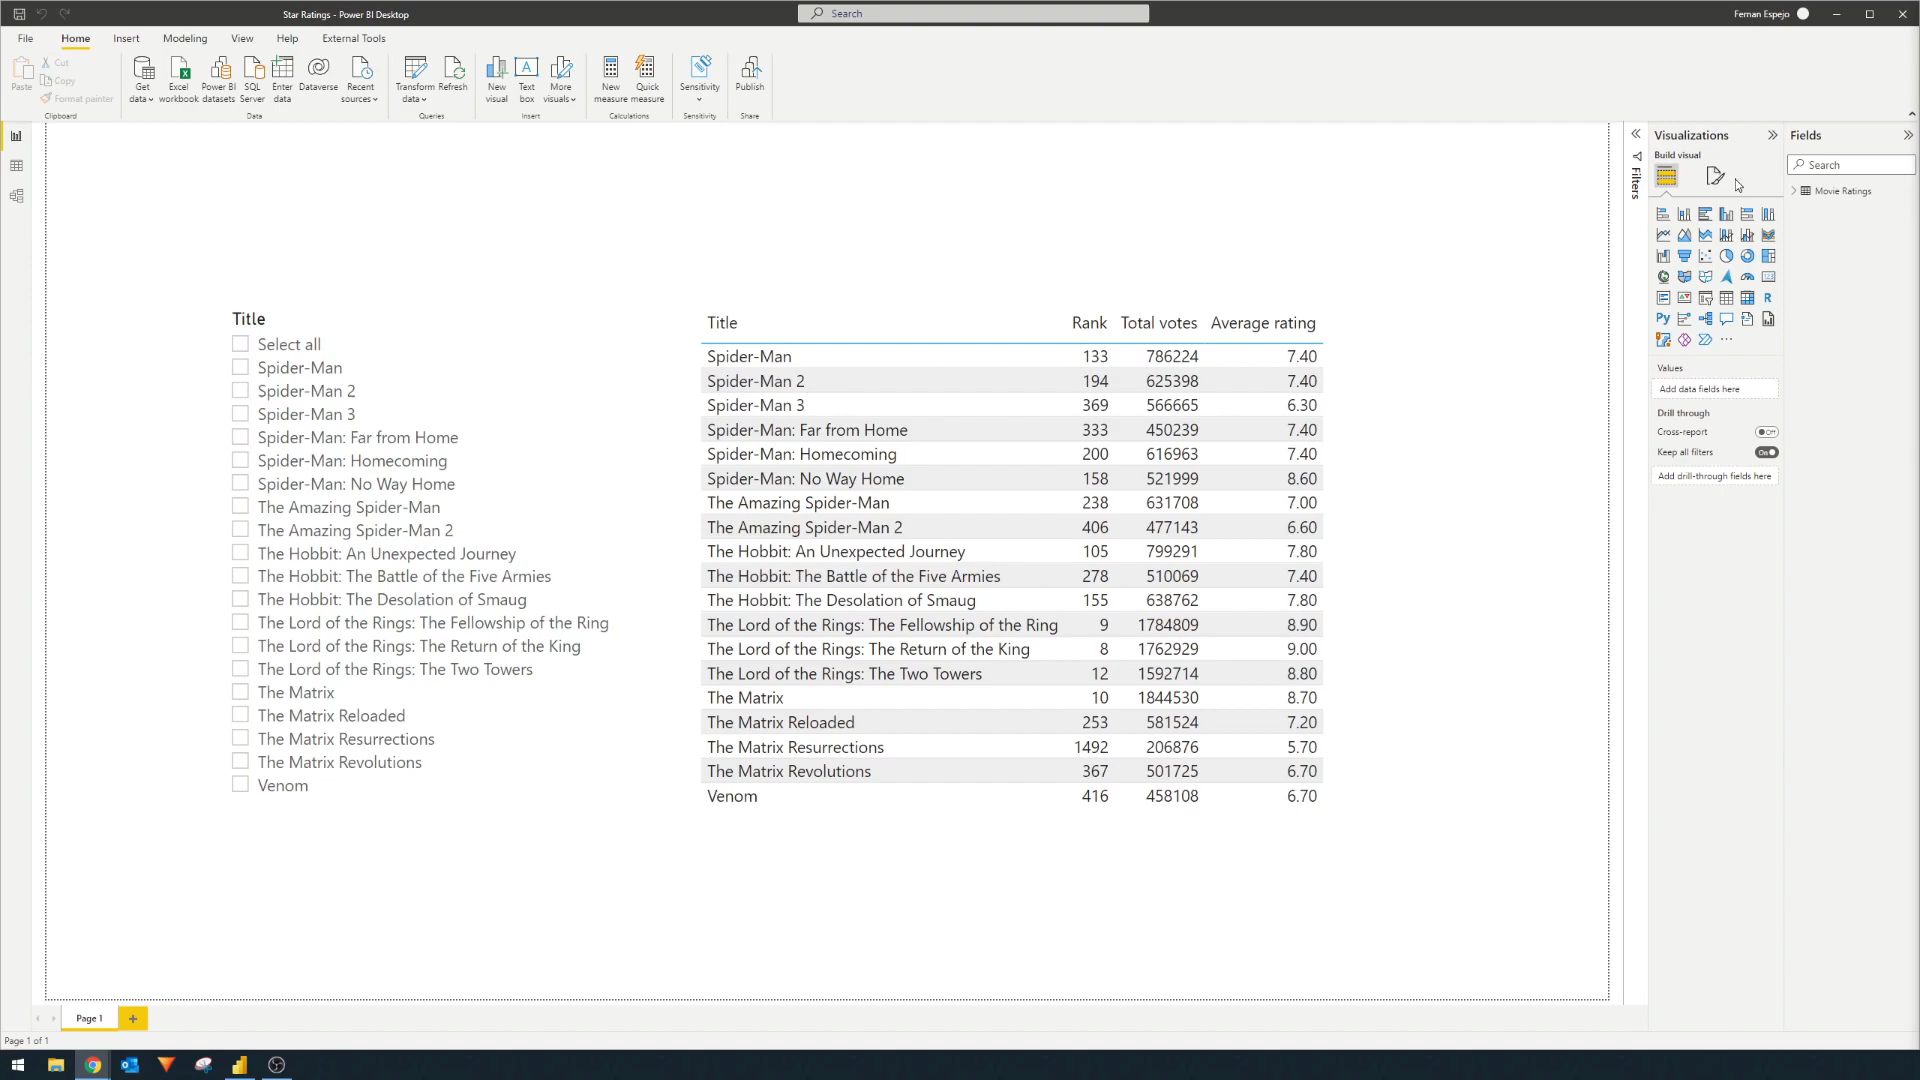 Star Ratings - Power BI Desktop
Search
Fernan Espejo
File Home Insert Modeling View Help External Tools
Paste
Cut
Copy
Format painter
Clipboard
Get data
Excel workbook
Power BI datasets
SQL Server
Enter data
Dataverse
Recent sources
Data
Transform data
Refresh
Queries
New visual
Text box
More visuals
Insert
New measure
Quick measure
Calculations
Sensitivity
Sensitivity
Publish
Share
Title
Select all
Spider-Man
Spider-Man 2
Spider-Man 3
Spider-Man: Far from Home
Spider-Man: Homecoming
Spider-Man: No Way Home
The Amazing Spider-Man
The Amazing Spider-Man 2
The Hobbit: An Unexpected Journey
The Hobbit: The Battle of the Five Armies
The Hobbit: The Desolation of Smaug
The Lord of the Rings: The Fellowship of the Ring
The Lord of the Rings: The Return of the King
The Lord of the Rings: The Two Towers
The Matrix
The Matrix Reloaded
The Matrix Resurrections
The Matrix Revolutions
Venom
Title Rank Total votes Average rating
Spider-Man 133 786224 7.40
Spider-Man 2 194 625398 7.40
Spider-Man 3 369 566665 6.30
Spider-Man: Far from Home 333 450239 7.40
Spider-Man: Homecoming 200 616963 7.40
Spider-Man: No Way Home 158 521999 8.60
The Amazing Spider-Man 238 631708 7.00
The Amazing Spider-Man 2 406 477143 6.60
The Hobbit: An Unexpected Journey 105 799291 7.80
The Hobbit: The Battle of the Five Armies 278 510069 7.40
The Hobbit: The Desolation of Smaug 155 638762 7.80
The Lord of the Rings: The Fellowship of the Ring 9 1784809 8.90
The Lord of the Rings: The Return of the King 8 1762929 9.00
The Lord of the Rings: The Two Towers 12 1592714 8.80
The Matrix 10 1844530 8.70
The Matrix Reloaded 253 581524 7.20
The Matrix Resurrections 1492 206876 5.70
The Matrix Revolutions 367 501725 6.70
Venom 416 458108 6.70
Filters
Visualizations
Build visual
R
Py
Values
Add data fields here
Drill through
Cross-report Off
Keep all filters On
Add drill-through fields here
Fields
Search
Movie Ratings
Page 1
Page 1 of 1